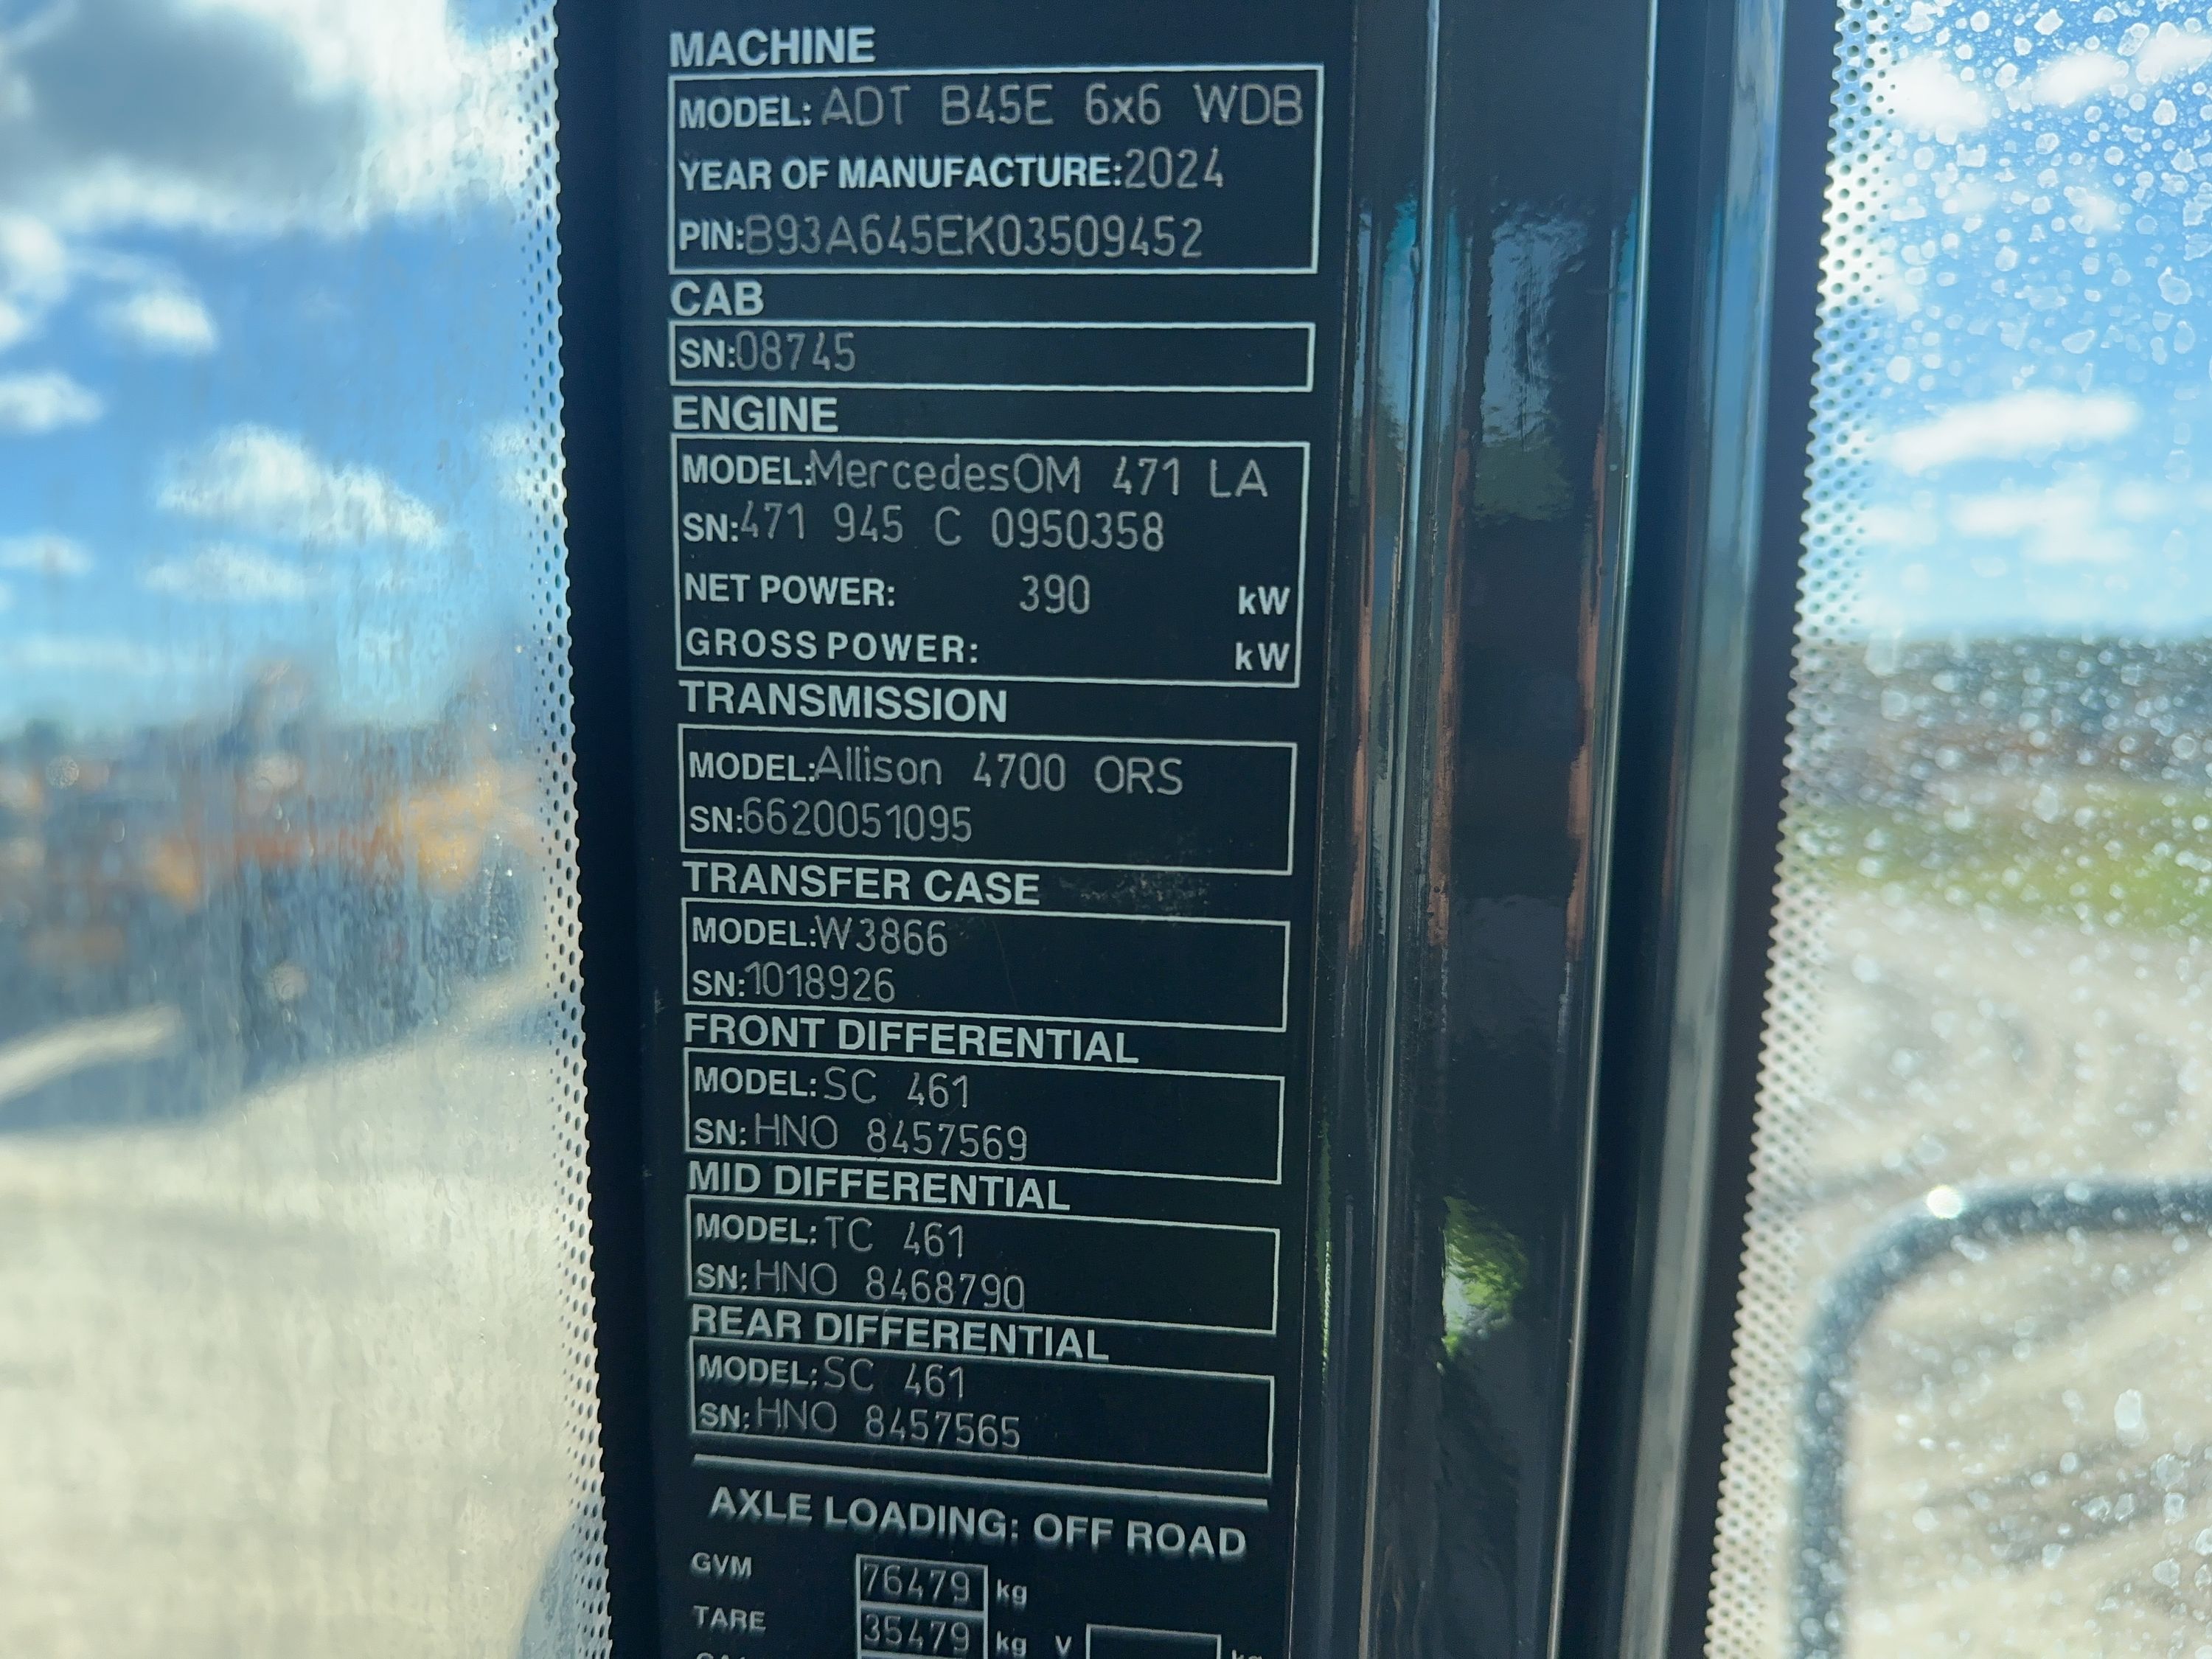 MACHINE
MODEL: ADT B45E 6x6 WDB
YEAR OF MANUFACTURE:2024
PIN:B93A645EK03509452
CAB
SN:08745
ENGINE
MODEL:MercedesOM 471 LA
SN:471 945 C 0950358
NET POWER: 390 kW
GROSS POWER: kW
TRANSMISSION
MODEL:Allison 4700 ORS
SN:6620051095
TRANSFER CASE
MODEL:W3866
SN:1018926
FRONT DIFFERENTIAL
MODEL:SC 461
SN:HNO 8457569
MID DIFFERENTIAL
MODEL:TC 461
SN:HNO 8468790
REAR DIFFERENTIAL
MODEL:SC 461
SN:HNO 8457565
AXLE LOADING: OFF ROAD
GVM 76479 kg
TARE 35479 kg V